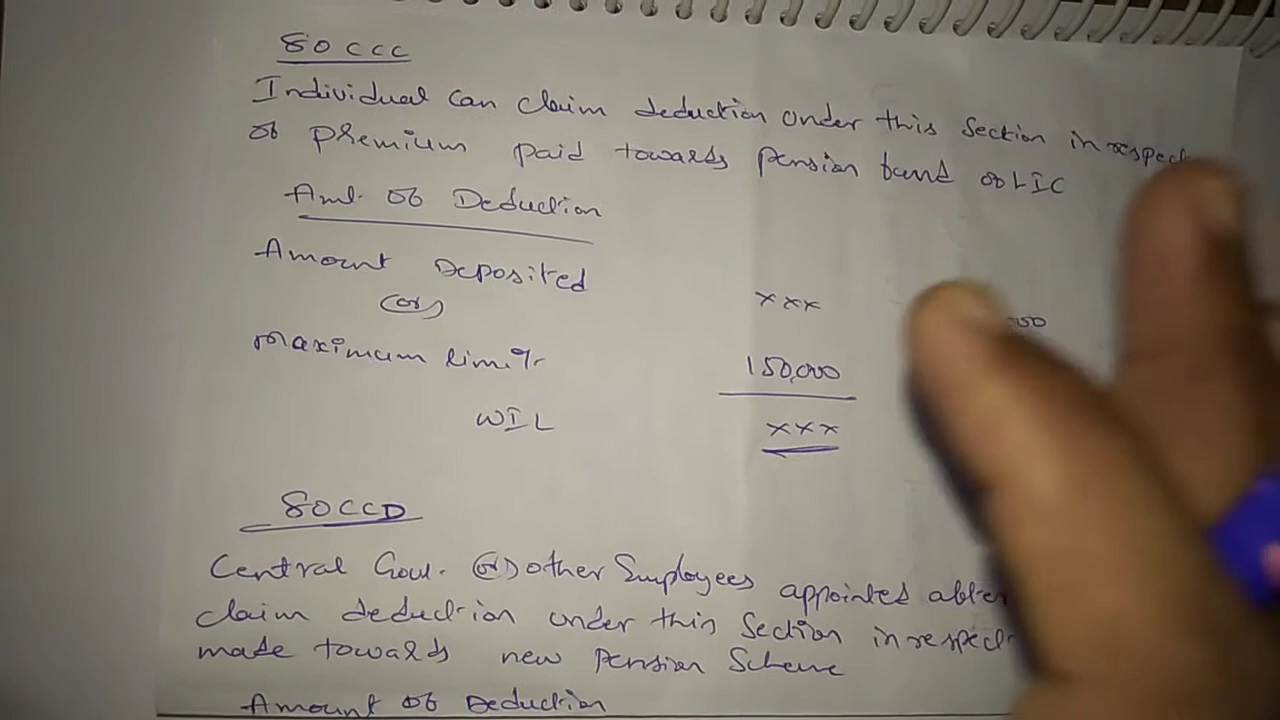 80CCC
Individual can claim deduction under this section in respect
of premium paid towards pension fund of LIC
Amt. of Deduction
Amount Deposited xxx
(or)
Maximum limit 150,000
WIL xxx
80CCD
Central Govt. (or) other Employees appointed after
claim deduction under this section in respect
made towards new pension scheme
Amount of Deduction